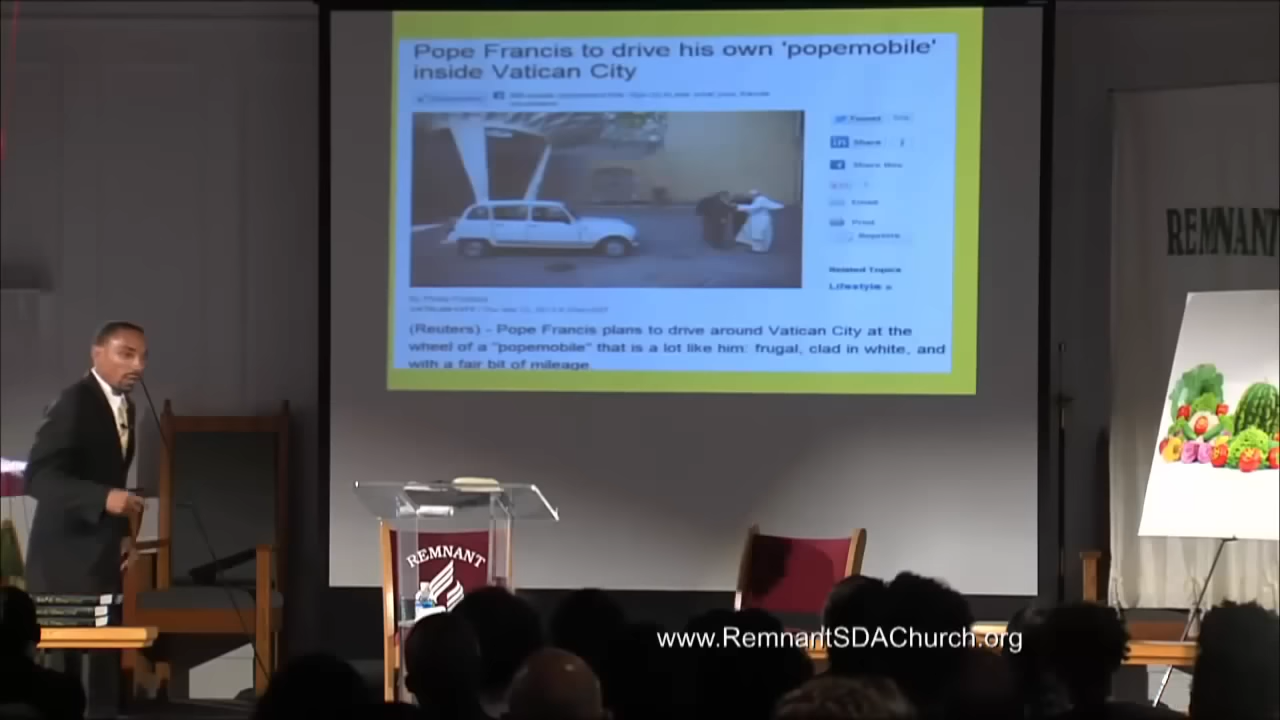 Pope Francis to drive his own 'popemobile'
inside Vatican City
Tweet
Share
Share this
Email
Print
Related Topics
Lifestyle »
(Reuters) - Pope Francis plans to drive around Vatican City at the
wheel of a "popemobile" that is a lot like him: frugal, clad in white, and
with a fair bit of mileage
REMNANT
REMNANT
www.RemnantSDAChurch.org